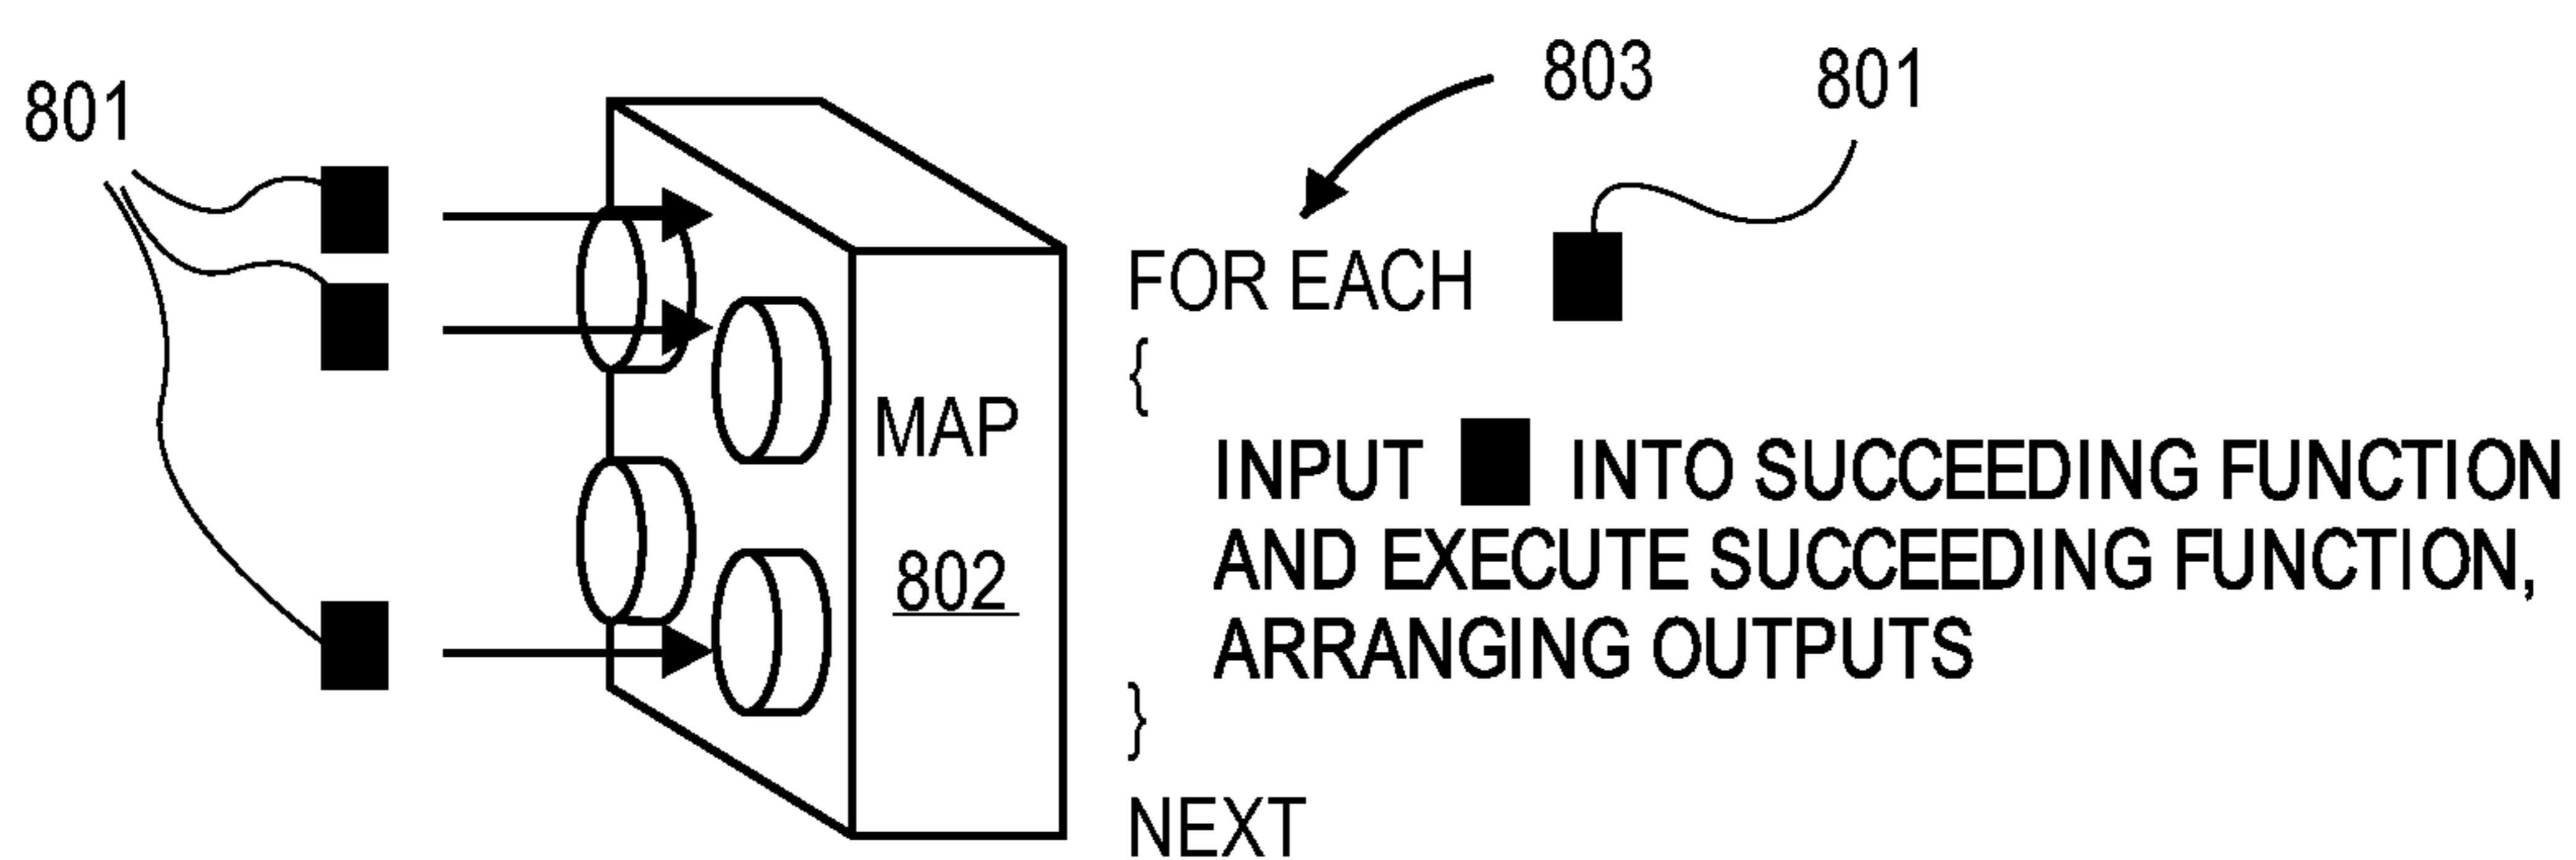 803
801
801
FOR EACH
{
MAP
INPUT INTO SUCCEEDING FUNCTION
AND EXECUTE SUCCEEDING FUNCTION,
802
ARRANGING OUTPUTS
}
NEXT